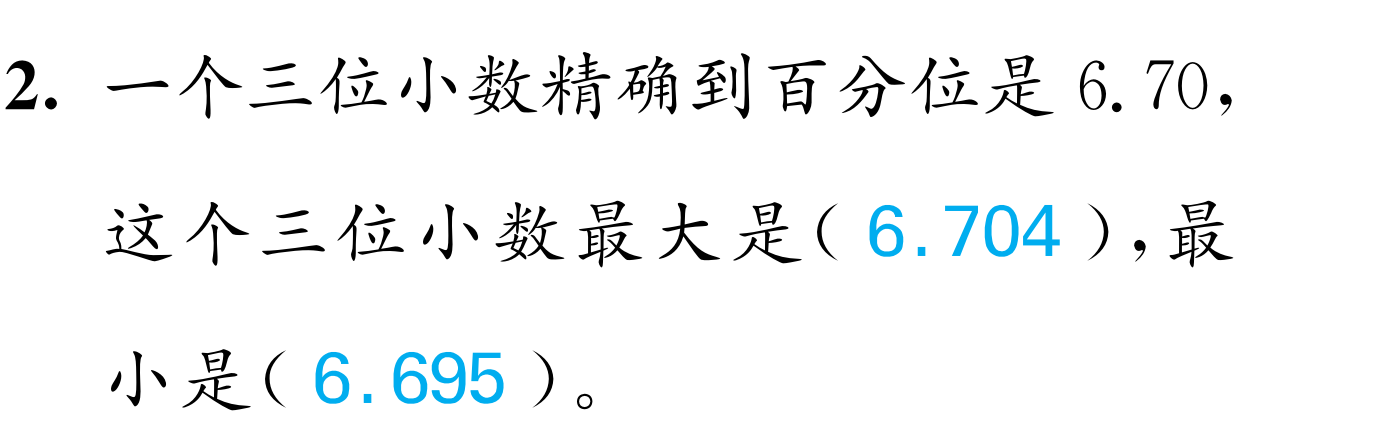 2. 一个三位小数精确到百分位是 6.70，
这个三位小数最大是（ 6.704 ），最
小是（ 6.695 ）。